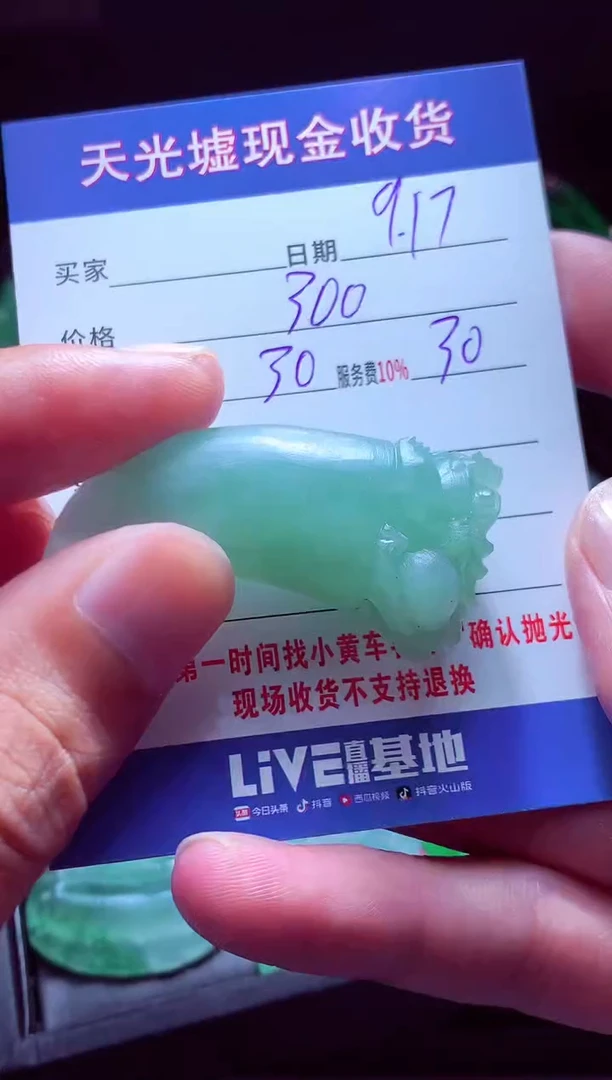 天光墟现金收货
买家 日期 9.17
价格 300
30 服务费10% 30
第一时间找小黄车 确认抛光
现场收货不支持退换
LiVE直播基地
头条 今日头条 抖音 西瓜视频 抖音火山版